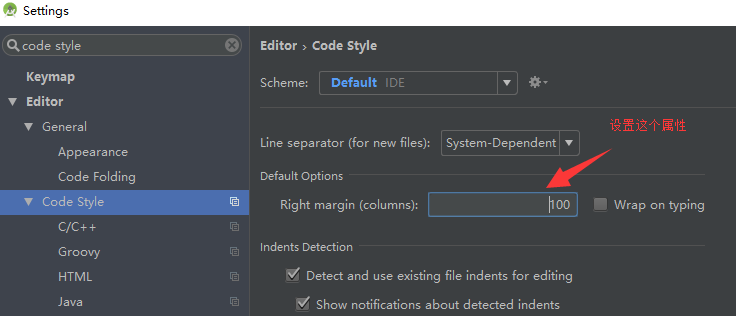 Settings
code style
Keymap
Editor
General
Appearance
Code Folding
Code Style
C/C++
Groovy
HTML
Java
Editor › Code Style
Scheme: Default IDE
设置这个属性
Line separator (for new files): System-Dependent
Default Options
Right margin (columns): 100 Wrap on typing
Indents Detection
Detect and use existing file indents for editing
Show notifications about detected indents